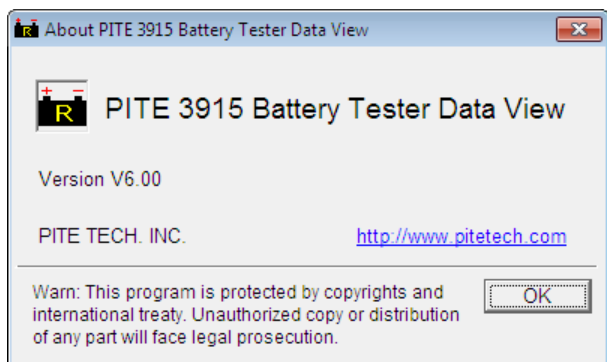 About PITE 3915 Battery Tester Data View
+ -
R
PITE 3915 Battery Tester Data View
Version V6.00
PITE TECH. INC.
http://www.pitetech.com
Warn: This program is protected by copyrights and
international treaty. Unauthorized copy or distribution
of any part will face legal prosecution.
OK